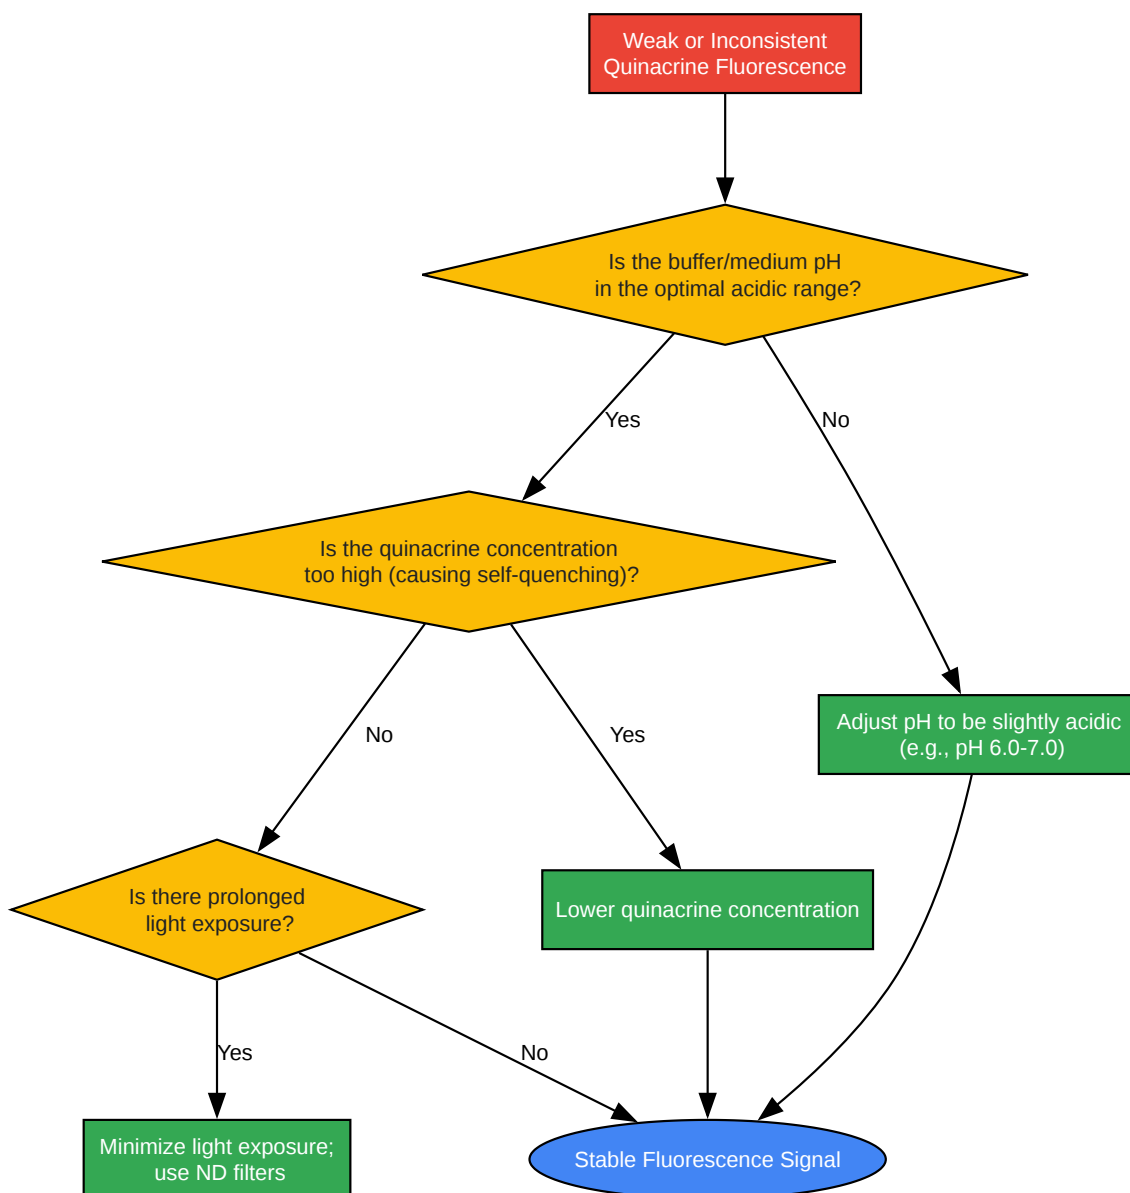 Weak or Inconsistent
Quinacrine Fluorescence
Is the buffer/medium pH
in the optimal acidic range?
Yes
No
Is the quinacrine concentration
too high (causing self-quenching)?
No
Yes
Adjust pH to be slightly acidic
(e.g., pH 6.0-7.0)
Is there prolonged
light exposure?
Lower quinacrine concentration
Yes
No
Minimize light exposure;
use ND filters
Stable Fluorescence Signal